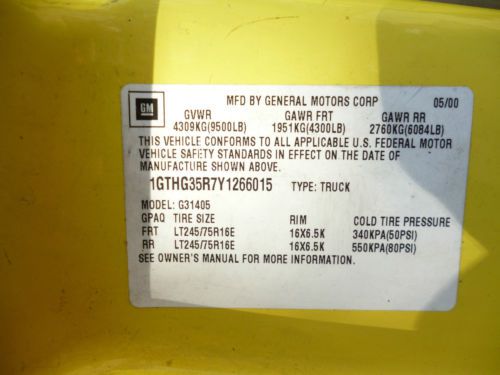 GM
MFD BY GENERAL MOTORS CORP 05/00
GVWR GAWR FRT GAWR RR
4309KG(9500LB) 1951KG(4300LB) 2760KG(6084LB)
THIS VEHICLE CONFORMS TO ALL APPLICABLE U.S. FEDERAL MOTOR
VEHICLE SAFETY STANDARDS IN EFFECT ON THE DATE OF
MANUFACTURE SHOWN ABOVE.
1GTHG35R7Y1266015 TYPE: TRUCK
MODEL: G31405
GPAQ TIRE SIZE RIM COLD TIRE PRESSURE
FRT LT245/75R16E 16X6.5K 340KPA(50PSI)
RR LT245/75R16E 16X6.5K 550KPA(80PSI)
SEE OWNER'S MANUAL FOR MORE INFORMATION.